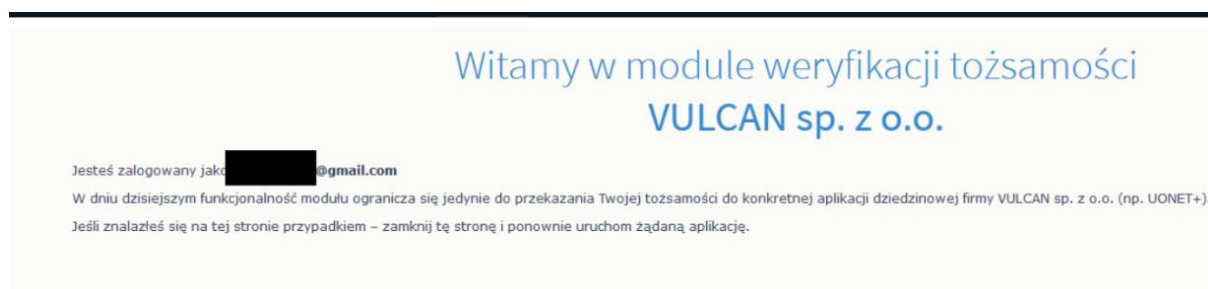 Witamy w module weryfikacji tożsamości
VULCAN sp. z o.o.
Jesteś zalogowany jako @gmail.com
W dniu dzisiejszym funkcjonalność modułu ogranicza się jedynie do przekazania Twojej tożsamości do konkretnej aplikacji dziedzinowej firmy VULCAN sp. z o.o. (np. UONET+).
Jeśli znalazłeś się na tej stronie przypadkiem – zamknij tę stronę i ponownie uruchom żądaną aplikację.